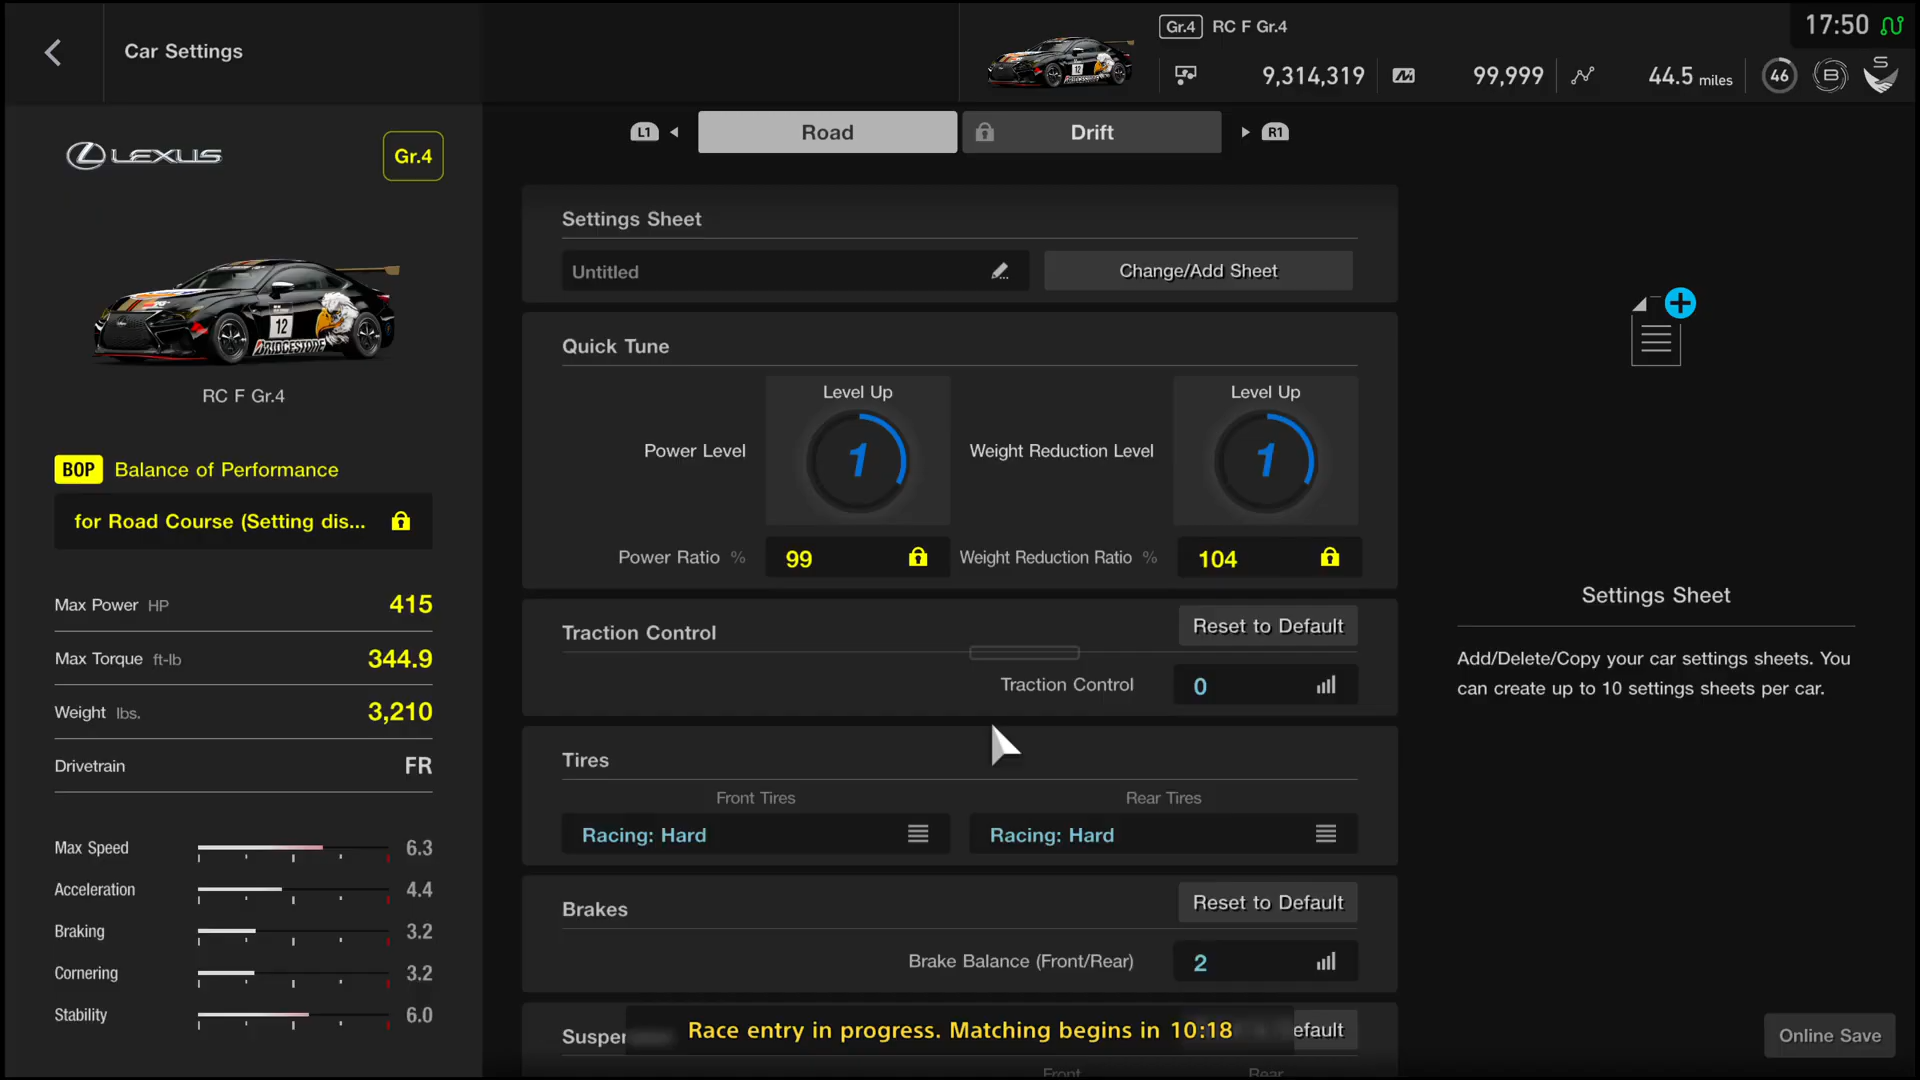 Car Settings
Gr.4 RC F Gr.4
17:50
9,314,319
99,999
44.5 miles
46
B
S
L1 Road Drift R1
LEXUS
Gr.4
12
BRIDGESTONE
RC F Gr.4
BOP Balance of Performance
for Road Course (Setting dis...
Max Power HP 415
Max Torque ft-lb 344.9
Weight lbs. 3,210
Drivetrain FR
Max Speed 6.3
Acceleration 4.4
Braking 3.2
Cornering 3.2
Stability 6.0
Settings Sheet
Untitled
Change/Add Sheet
Quick Tune
Level Up
Level Up
Power Level 1
Weight Reduction Level 1
Power Ratio % 99
Weight Reduction Ratio % 104
Traction Control
Reset to Default
Traction Control 0
Tires
Front Tires
Rear Tires
Racing: Hard
Racing: Hard
Brakes
Reset to Default
Brake Balance (Front/Rear) 2
Suspen
efault
Race entry in progress. Matching begins in 10:18
Front
Rear
Settings Sheet
Add/Delete/Copy your car settings sheets. You
can create up to 10 settings sheets per car.
Online Save